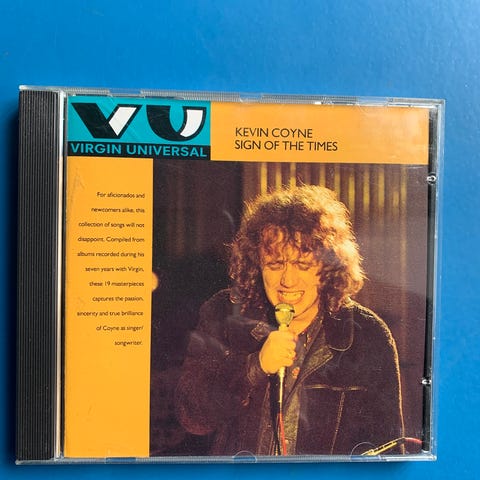 VU
VIRGIN UNIVERSAL
KEVIN COYNE
SIGN OF THE TIMES
For aficionados and
newcomers alike, this
collection of songs will not
disappoint. Compiled from
albums recorded during his
seven years with Virgin,
these 19 masterpieces
captures the passion,
sincerity and true brilliance
of Coyne as singer/
songwriter.